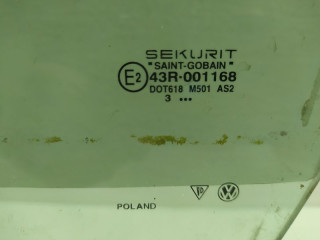 SEKURIT
"SAINT-GOBAIN"
E2 43R-001168
DOT618 M501 AS2
3 ...
POLAND